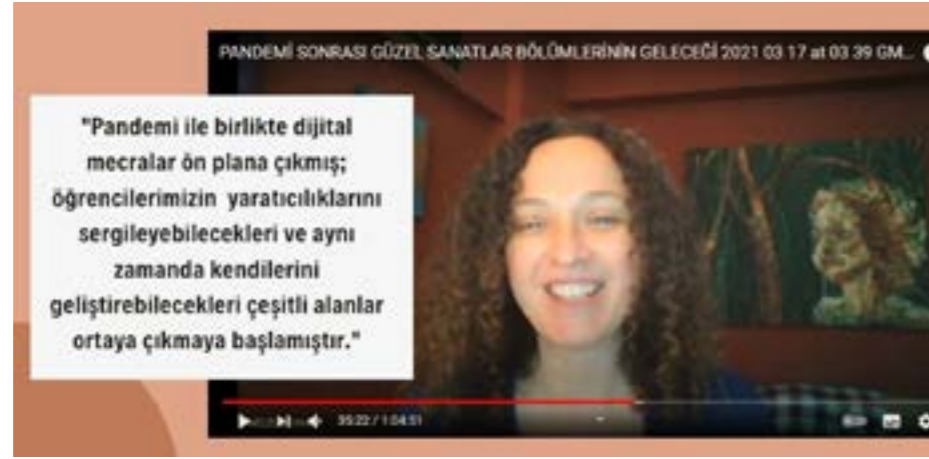 PANDEMİ SONRASI GÜZEL SANATLAR BÖLÜMLERİNİN GELECEĞİ 2021 03 17 at 03 39 GM...
"Pandemi ile birlikte dijital
mecralar ön plana çıkmış;
öğrencilerimizin yaratıcılıklarını
sergileyebilecekleri ve aynı
zamanda kendilerini
geliştirebilecekleri çeşitli alanlar
ortaya çıkmaya başlamıştır."
35:22 / 1:04:51